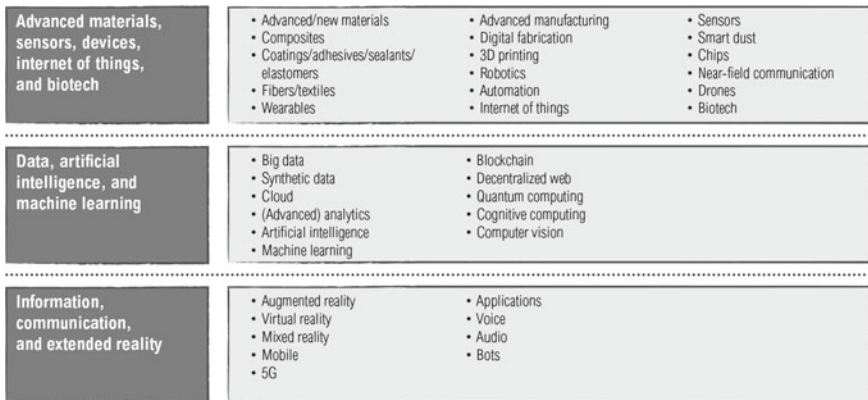 Advanced materials,
sensors, devices,
internet of things,
and biotech
• Advanced/new materials
• Composites
• Coatings/adhesives/sealants/
elastomers
• Fibers/textiles
• Wearables
• Advanced manufacturing
• Digital fabrication
• 3D printing
• Robotics
• Automation
• Internet of things
• Sensors
• Smart dust
• Chips
• Near-field communication
• Drones
• Biotech
Data, artificial
intelligence, and
machine learning
• Big data
• Synthetic data
• Cloud
• (Advanced) analytics
• Artificial intelligence
• Machine learning
• Blockchain
• Decentralized web
• Quantum computing
• Cognitive computing
• Computer vision
Information,
communication,
and extended reality
• Augmented reality
• Virtual reality
• Mixed reality
• Mobile
• 5G
• Applications
• Voice
• Audio
• Bots